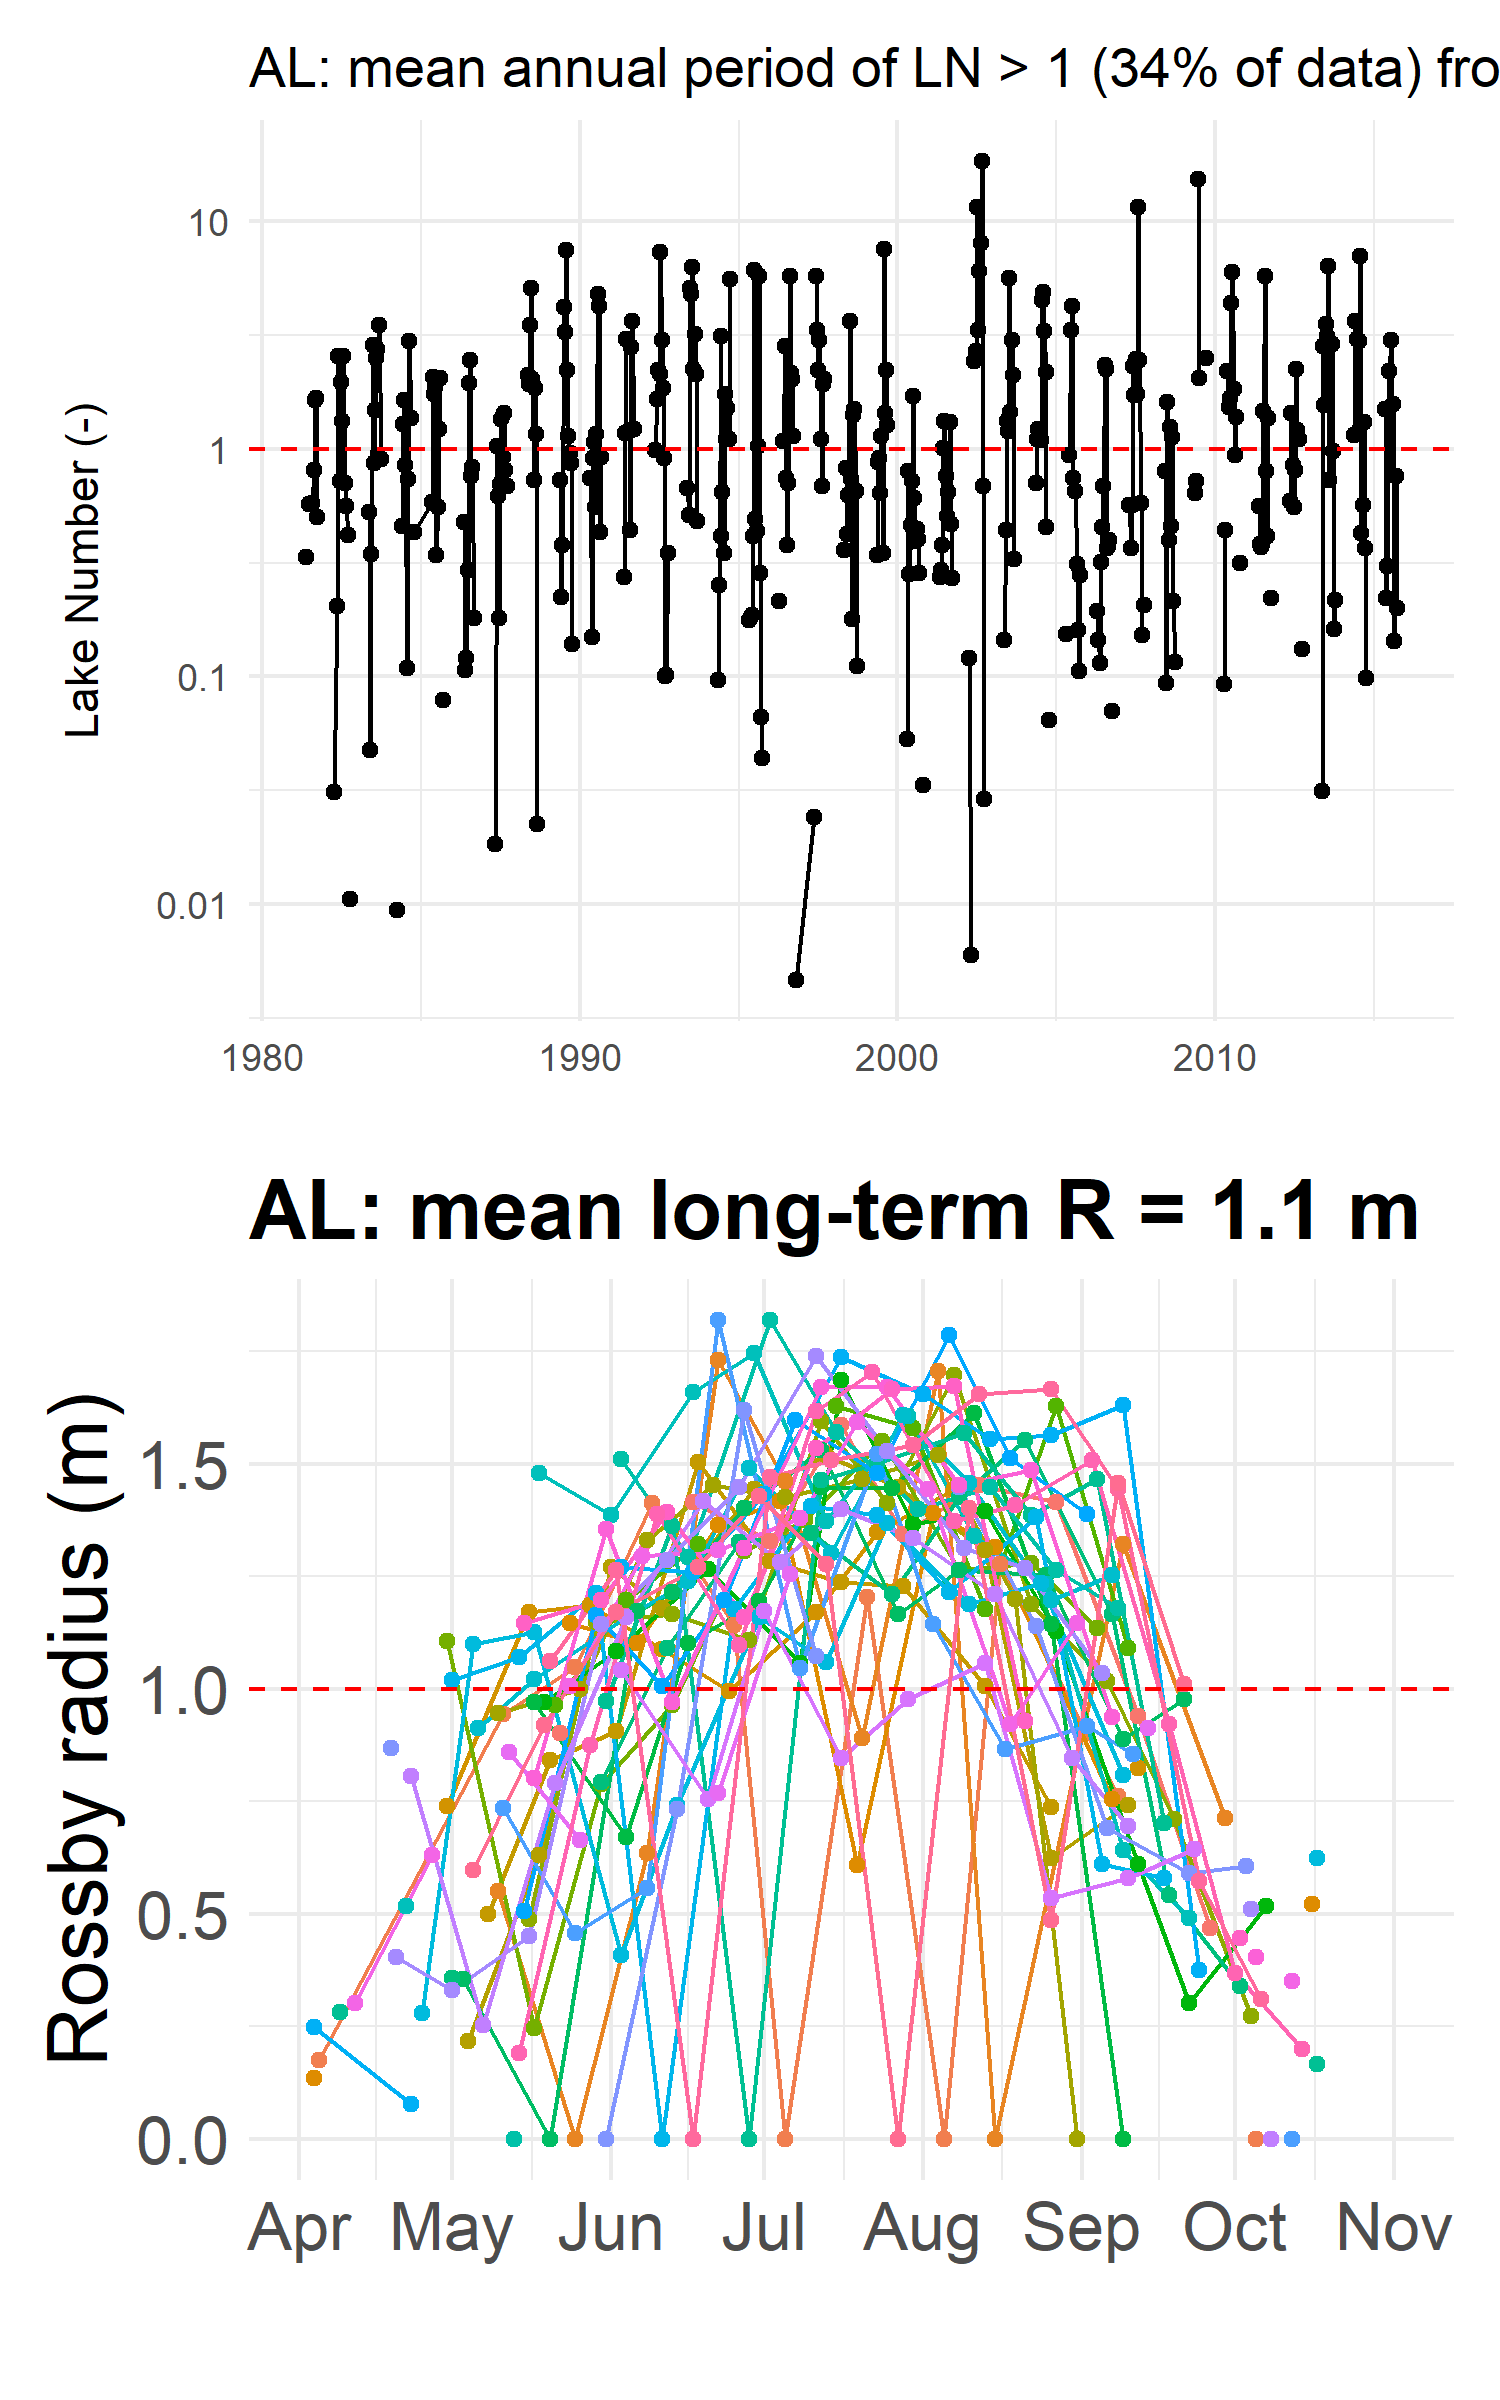 AL: mean annual period of LN > 1 (34% of data) fro
Lake Number (-)
10
1
0.1
0.01
1980 1990 2000 2010
AL: mean long-term R = 1.1 m
Rossby radius (m)
1.5
1.0
0.5
0.0
Apr May Jun Jul Aug Sep Oct Nov